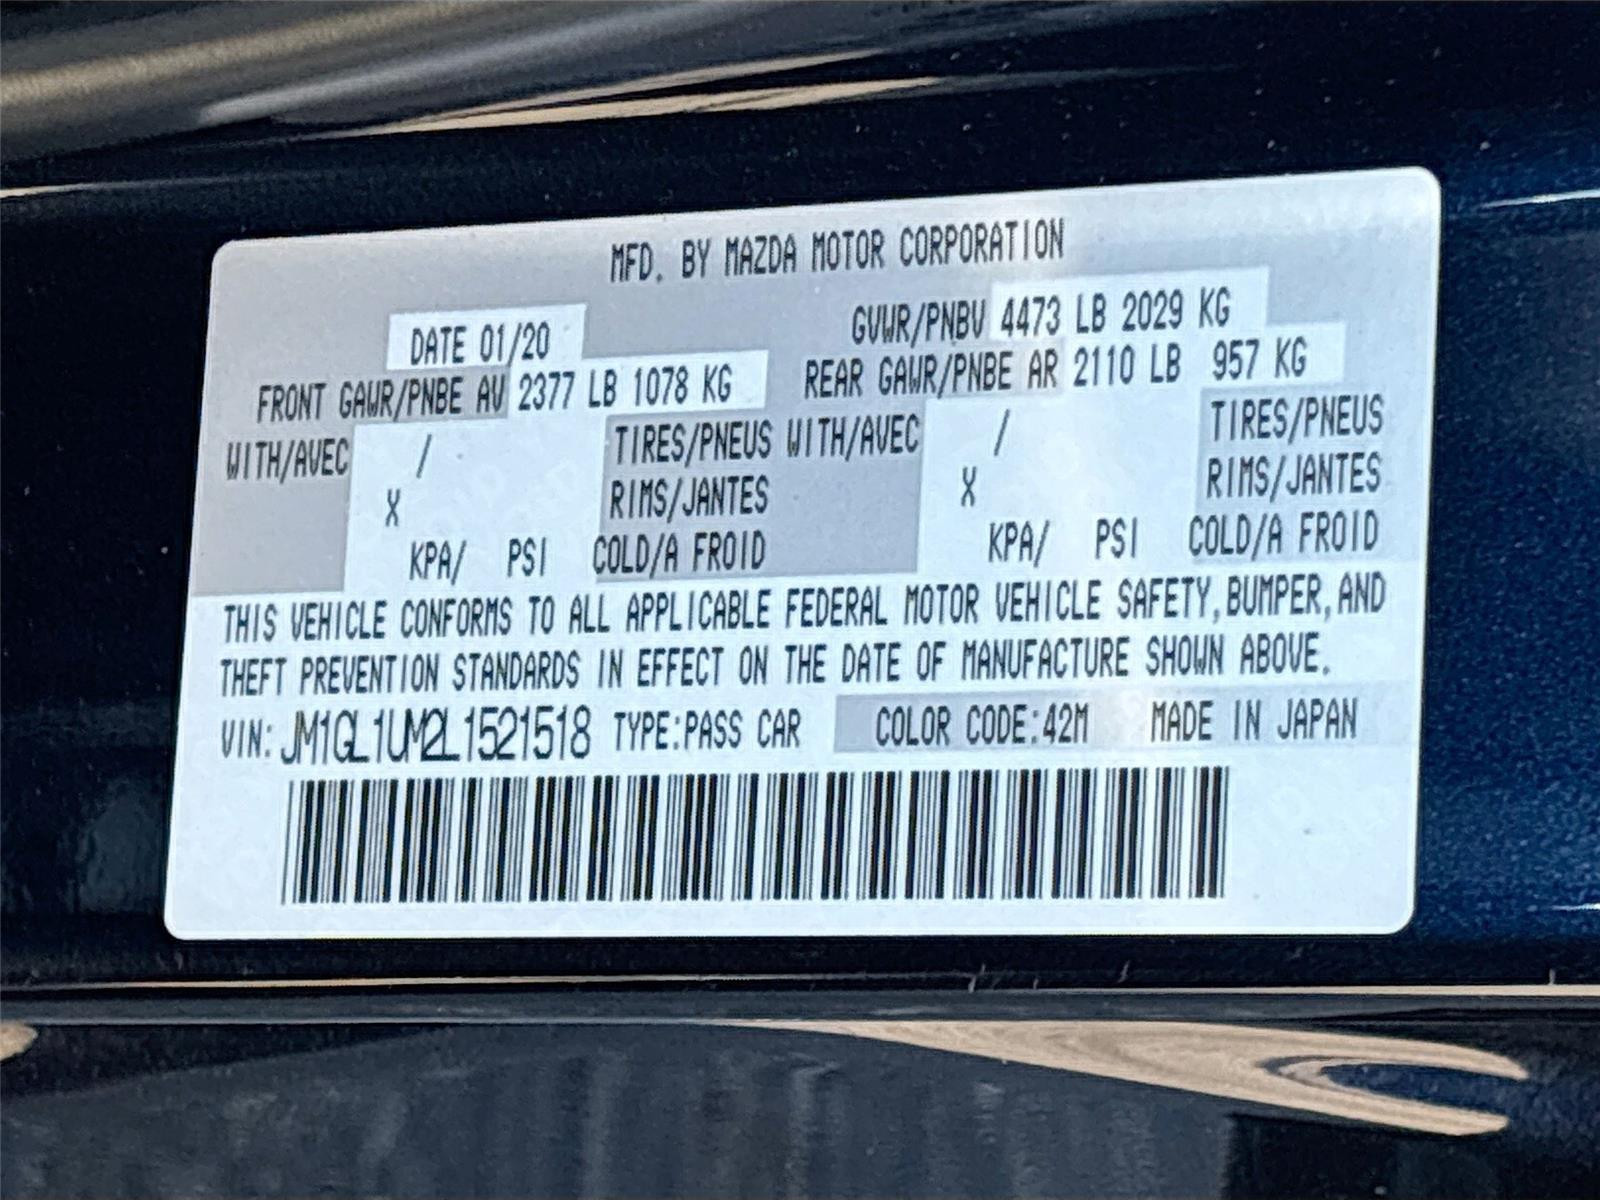 MFD. BY MAZDA MOTOR CORPORATION
DATE 01/20 GVWR/PNBV 4473 LB 2029 KG
FRONT GAWR/PNBE AV 2377 LB 1078 KG REAR GAWR/PNBE AR 2110 LB 957 KG
WITH/AVEC / TIRES/PNEUS WITH/AVEC / TIRES/PNEUS
X RIMS/JANTES X RIMS/JANTES
KPA/ PSI COLD/A FROID KPA/ PSI COLD/A FROID
THIS VEHICLE CONFORMS TO ALL APPLICABLE FEDERAL MOTOR VEHICLE SAFETY, BUMPER, AND
THEFT PREVENTION STANDARDS IN EFFECT ON THE DATE OF MANUFACTURE SHOWN ABOVE.
VIN: JM1GL1UM2L1521518 TYPE:PASS CAR COLOR CODE:42M MADE IN JAPAN